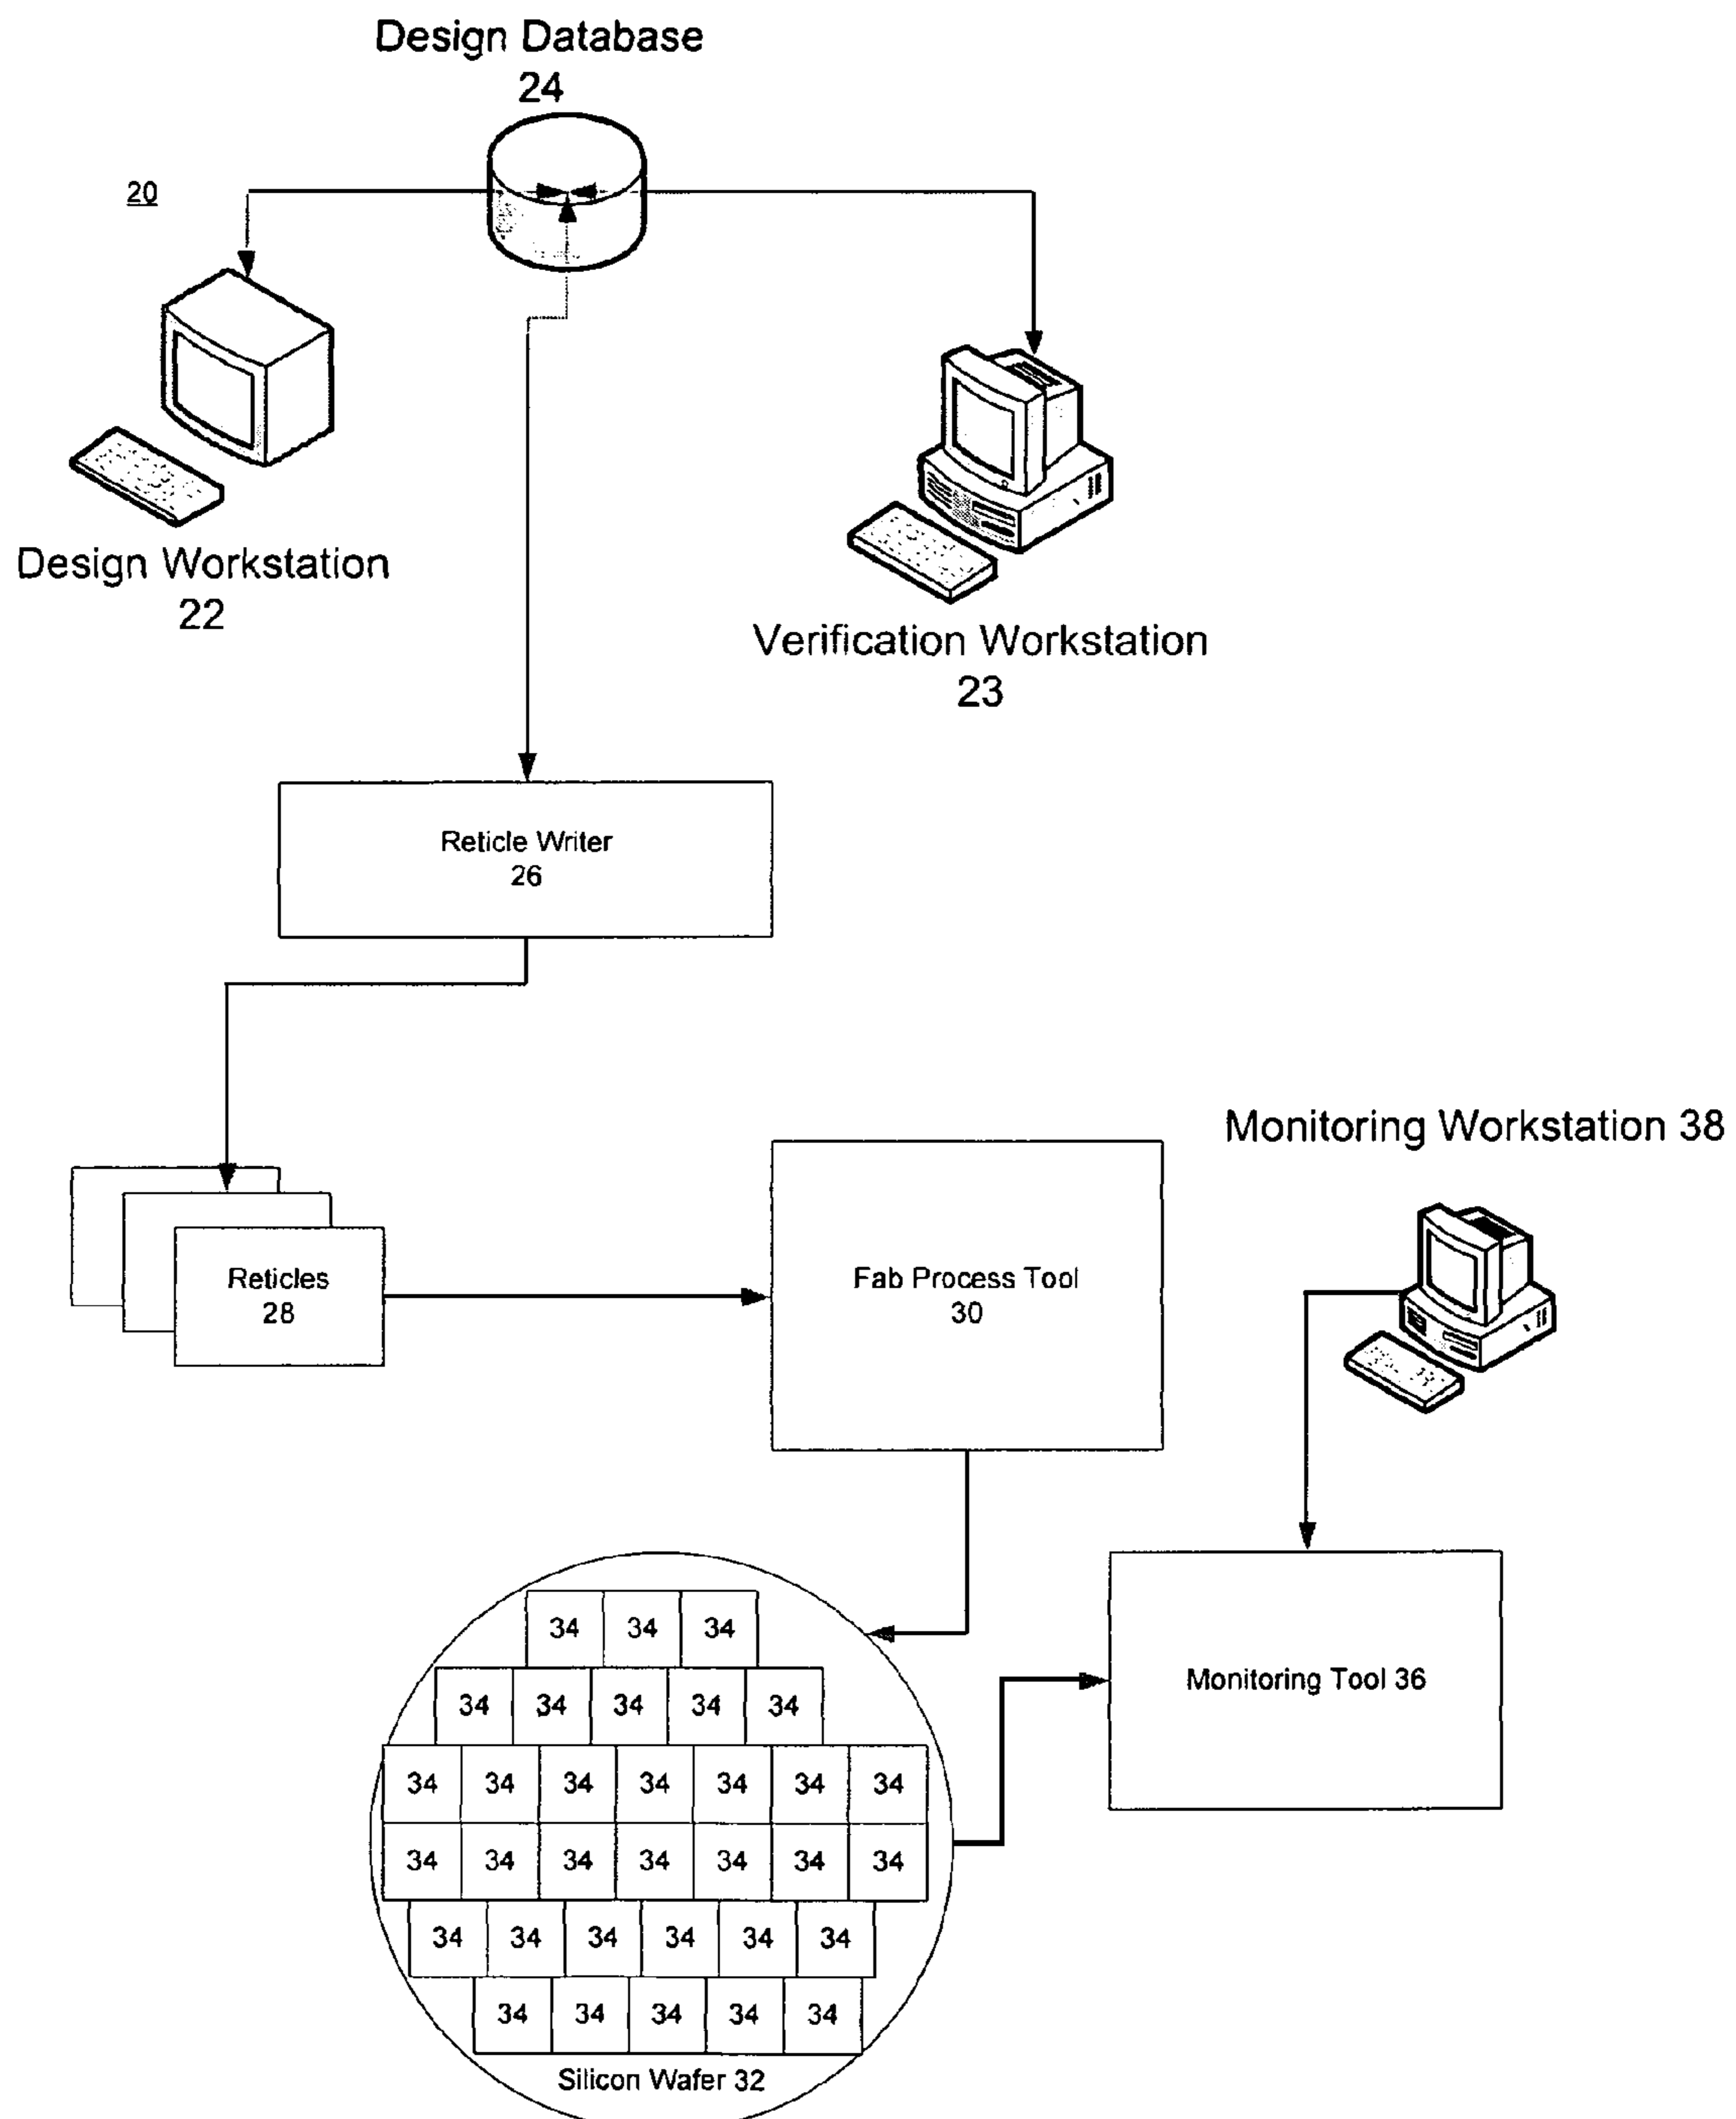 Design Database
24
20
Design Workstation
22
Verification Workstation
23
Reticle Writer
26
Monitoring Workstation 38
Reticles
28
Fab Process Tool
30
34 34 34
34 34 34 34 34
34 34 34 34 34 34 34
34 34 34 34 34 34 34
34 34 34 34 34 34
34 34 34 34 34
Silicon Wafer 32
Monitoring Tool 36